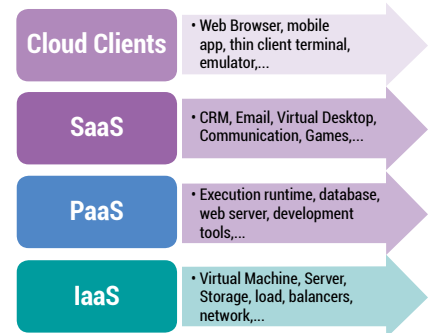 Cloud Clients
• Web Browser, mobile
app, thin client terminal,
emulator,...
SaaS
• CRM, Email, Virtual Desktop,
Communication, Games,...
PaaS
• Execution runtime, database,
web server, development
tools,...
IaaS
• Virtual Machine, Server,
Storage, load, balancers,
network,...